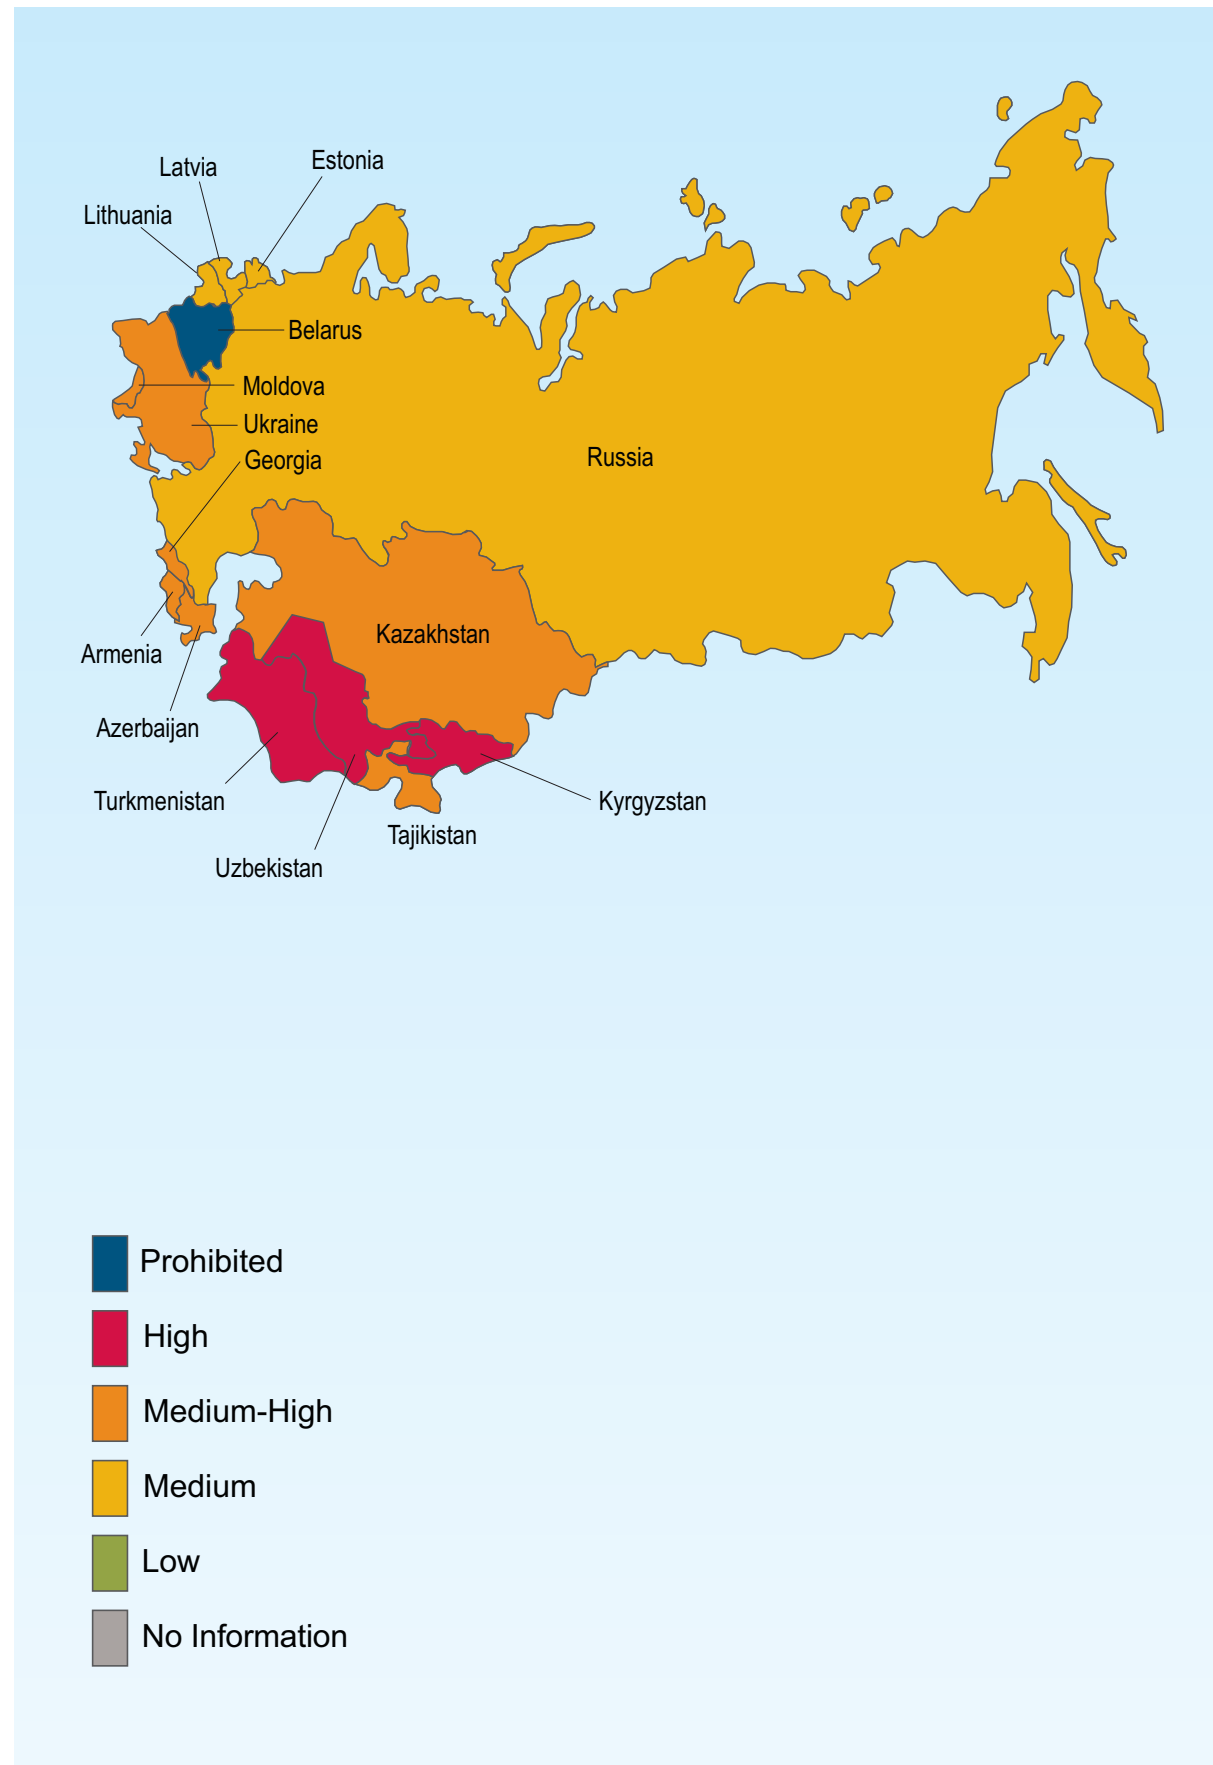 Estonia
Latvia
Lithuania
Belarus
Moldova
Ukraine
Georgia
Russia
Kazakhstan
Armenia
Azerbaijan
Turkmenistan
Kyrgyzstan
Tajikistan
Uzbekistan
Prohibited
High
Medium-High
Medium
Low
No Information